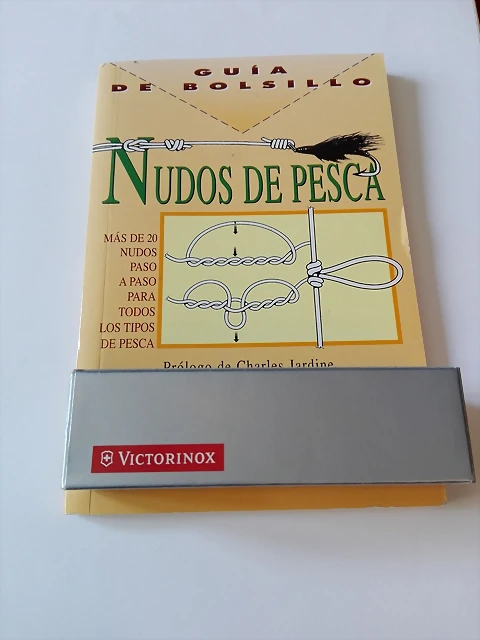 GUÍA
DE BOLSILLO
NUDOS DE PESCA
MÁS DE 20
NUDOS
PASO
A PASO
PARA
TODOS
LOS TIPOS
DE PESCA
Prólogo de Charles Jardine
VICTORINOX